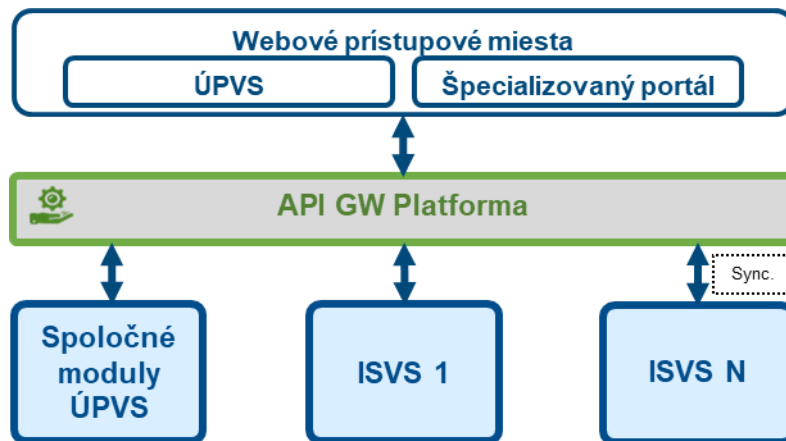 Webové prístupové miesta
ÚPVS
Špecializovaný portál
API GW Platforma
Sync.
Spoločné
moduly
ÚPVS
ISVS 1
ISVS N